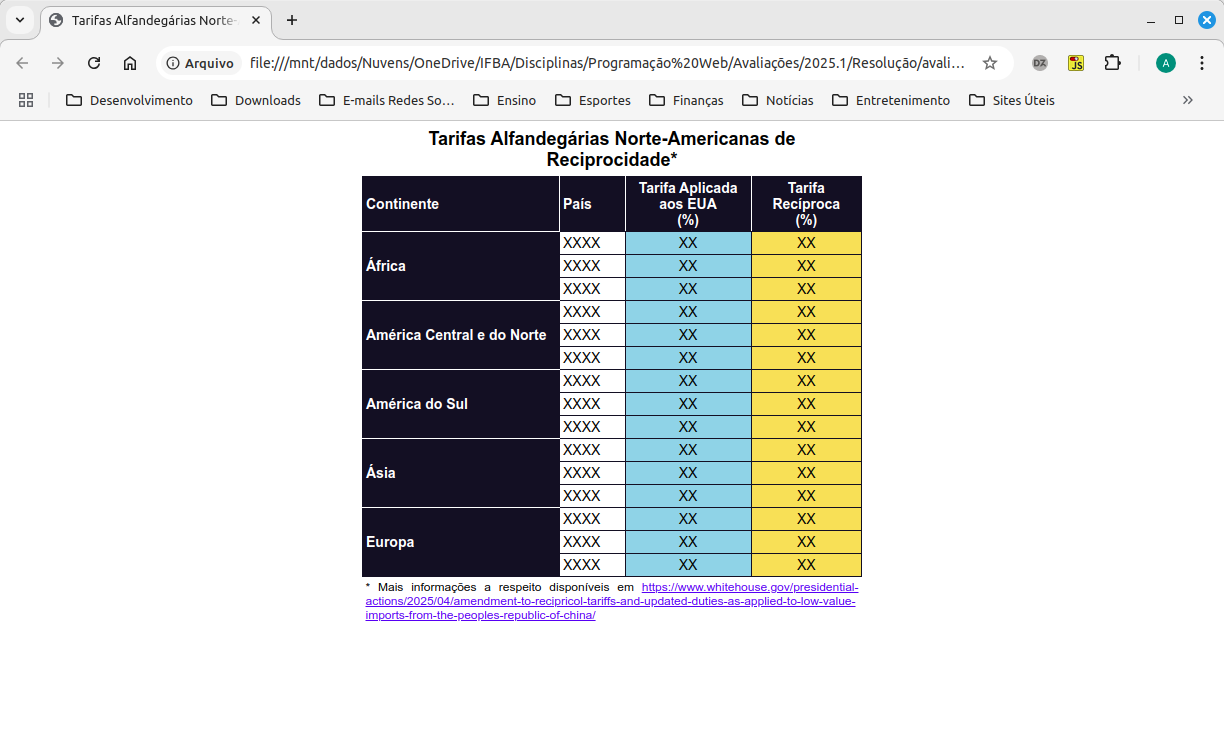 Tarifas Alfandegárias Norte-
Arquivo file:///mnt/dados/Nuvens/OneDrive/IFBA/Disciplinas/Programação%20Web/Avaliações/2025.1/Resolução/avali…
DZ
JS
A
Desenvolvimento Downloads E-mails Redes So… Ensino Esportes Finanças Notícias Entretenimento Sites Úteis
Tarifas Alfandegárias Norte-Americanas de
Reciprocidade*
Continente País Tarifa Aplicada aos EUA (%) Tarifa Recíproca (%)
África XXXX XX XX
XXXX XX XX
XXXX XX XX
América Central e do Norte XXXX XX XX
XXXX XX XX
XXXX XX XX
América do Sul XXXX XX XX
XXXX XX XX
XXXX XX XX
Ásia XXXX XX XX
XXXX XX XX
XXXX XX XX
Europa XXXX XX XX
XXXX XX XX
XXXX XX XX
* Mais informações a respeito disponíveis em https://www.whitehouse.gov/presidential-
actions/2025/04/amendment-to-recipricol-tariffs-and-updated-duties-as-applied-to-low-value-
imports-from-the-peoples-republic-of-china/